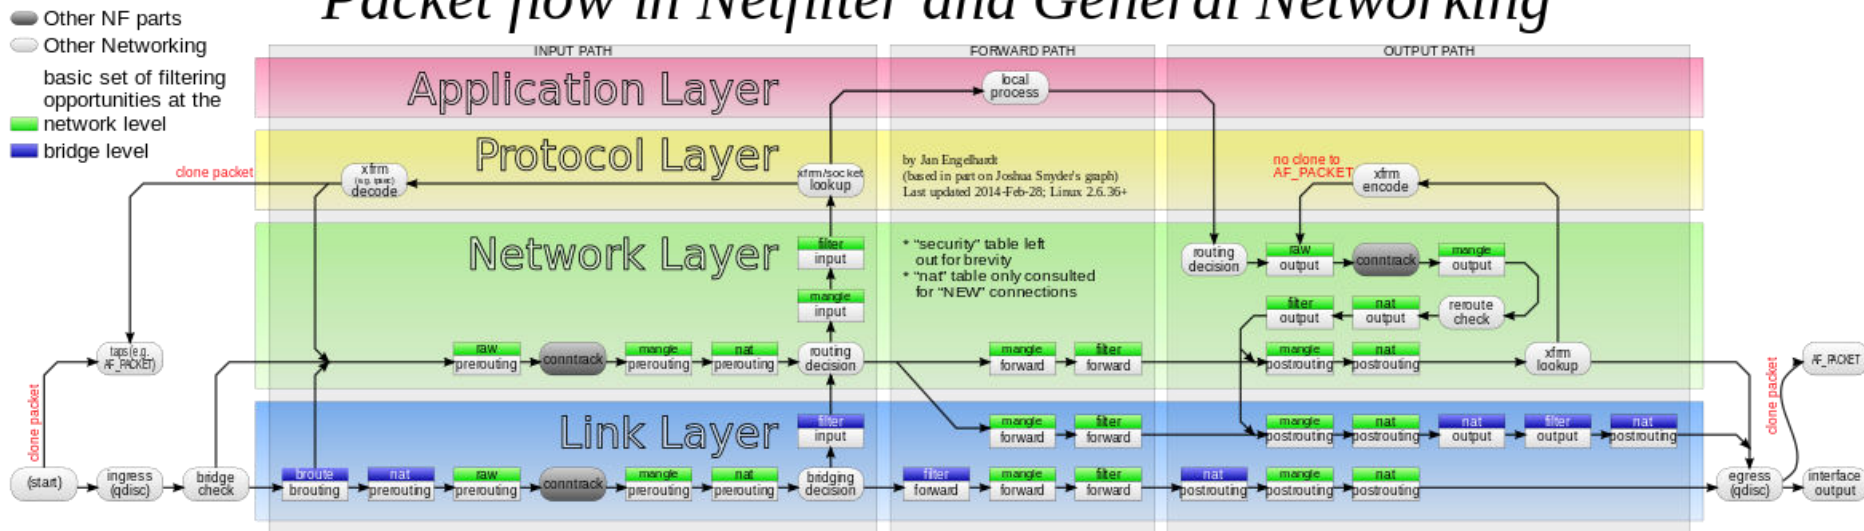 Packet flow in Netfilter and General Networking
Other NF parts
Other Networking
basic set of filtering
opportunities at the
network level
bridge level
INPUT PATH
FORWARD PATH
OUTPUT PATH
Application Layer
local
process
Protocol Layer
clone packet
xfrm
(e.g. ipsec)
decode
xfrm/socket
lookup
by Jan Engelhardt
(based in part on Joshua Snyder's graph)
Last updated 2014-Feb-28; Linux 2.6.36+
no clone to
AF_PACKET
xfrm
encode
Network Layer
filter
input
mangle
input
* "security" table left
out for brevity
* "nat" table only consulted
for "NEW" connections
routing
decision
raw
output
conntrack
mangle
output
filter
output
nat
output
reroute
check
taps (e.g.
AF_PACKET)
raw
prerouting
conntrack
mangle
prerouting
nat
prerouting
routing
decision
mangle
forward
filter
forward
mangle
postrouting
nat
postrouting
xfrm
lookup
clone packet
AF_PACKET
clone packet
Link Layer
filter
input
mangle
forward
filter
forward
mangle
postrouting
nat
postrouting
nat
output
filter
output
nat
postrouting
(start)
ingress
(qdisc)
bridge
check
broute
brouting
nat
prerouting
raw
prerouting
conntrack
mangle
prerouting
nat
prerouting
bridging
decision
filter
forward
mangle
forward
filter
forward
nat
postrouting
mangle
postrouting
nat
postrouting
egress
(qdisc)
interface
output